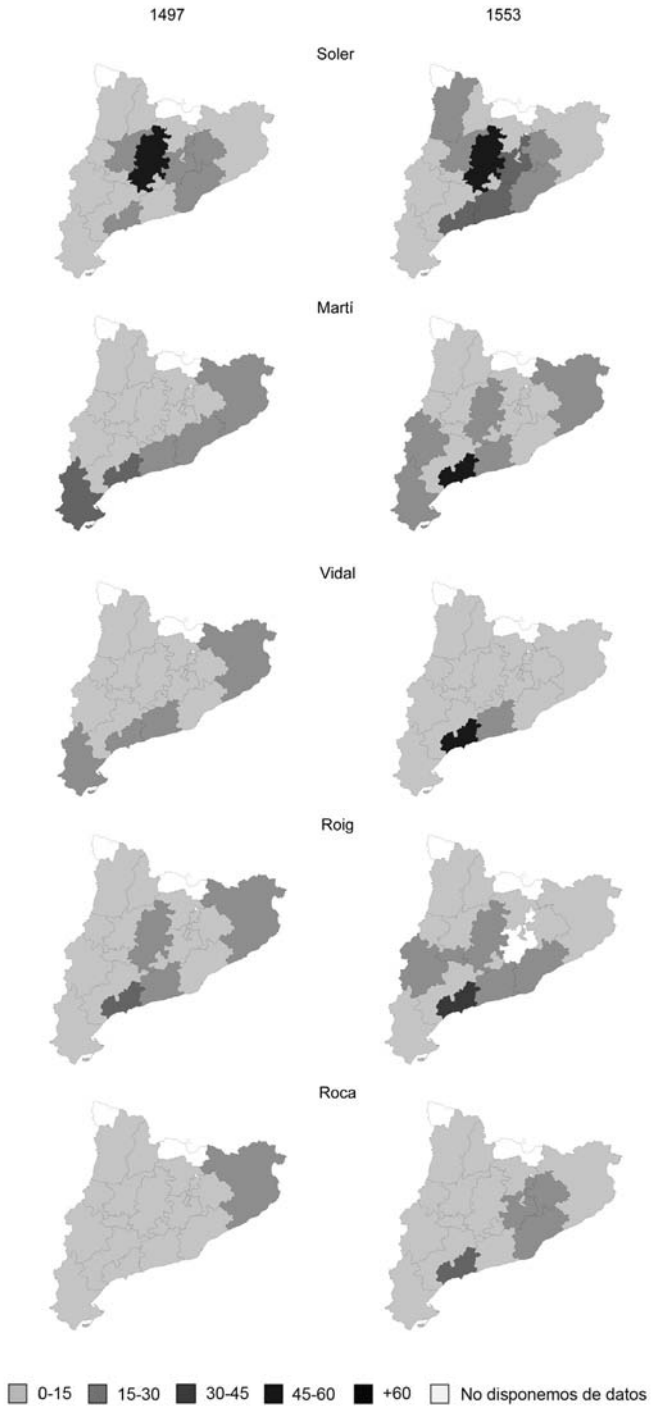 1497 1553
Soler
Martí
Vidal
Roig
Roca
0-15 15-30 30-45 45-60 +60 No disponemos de datos